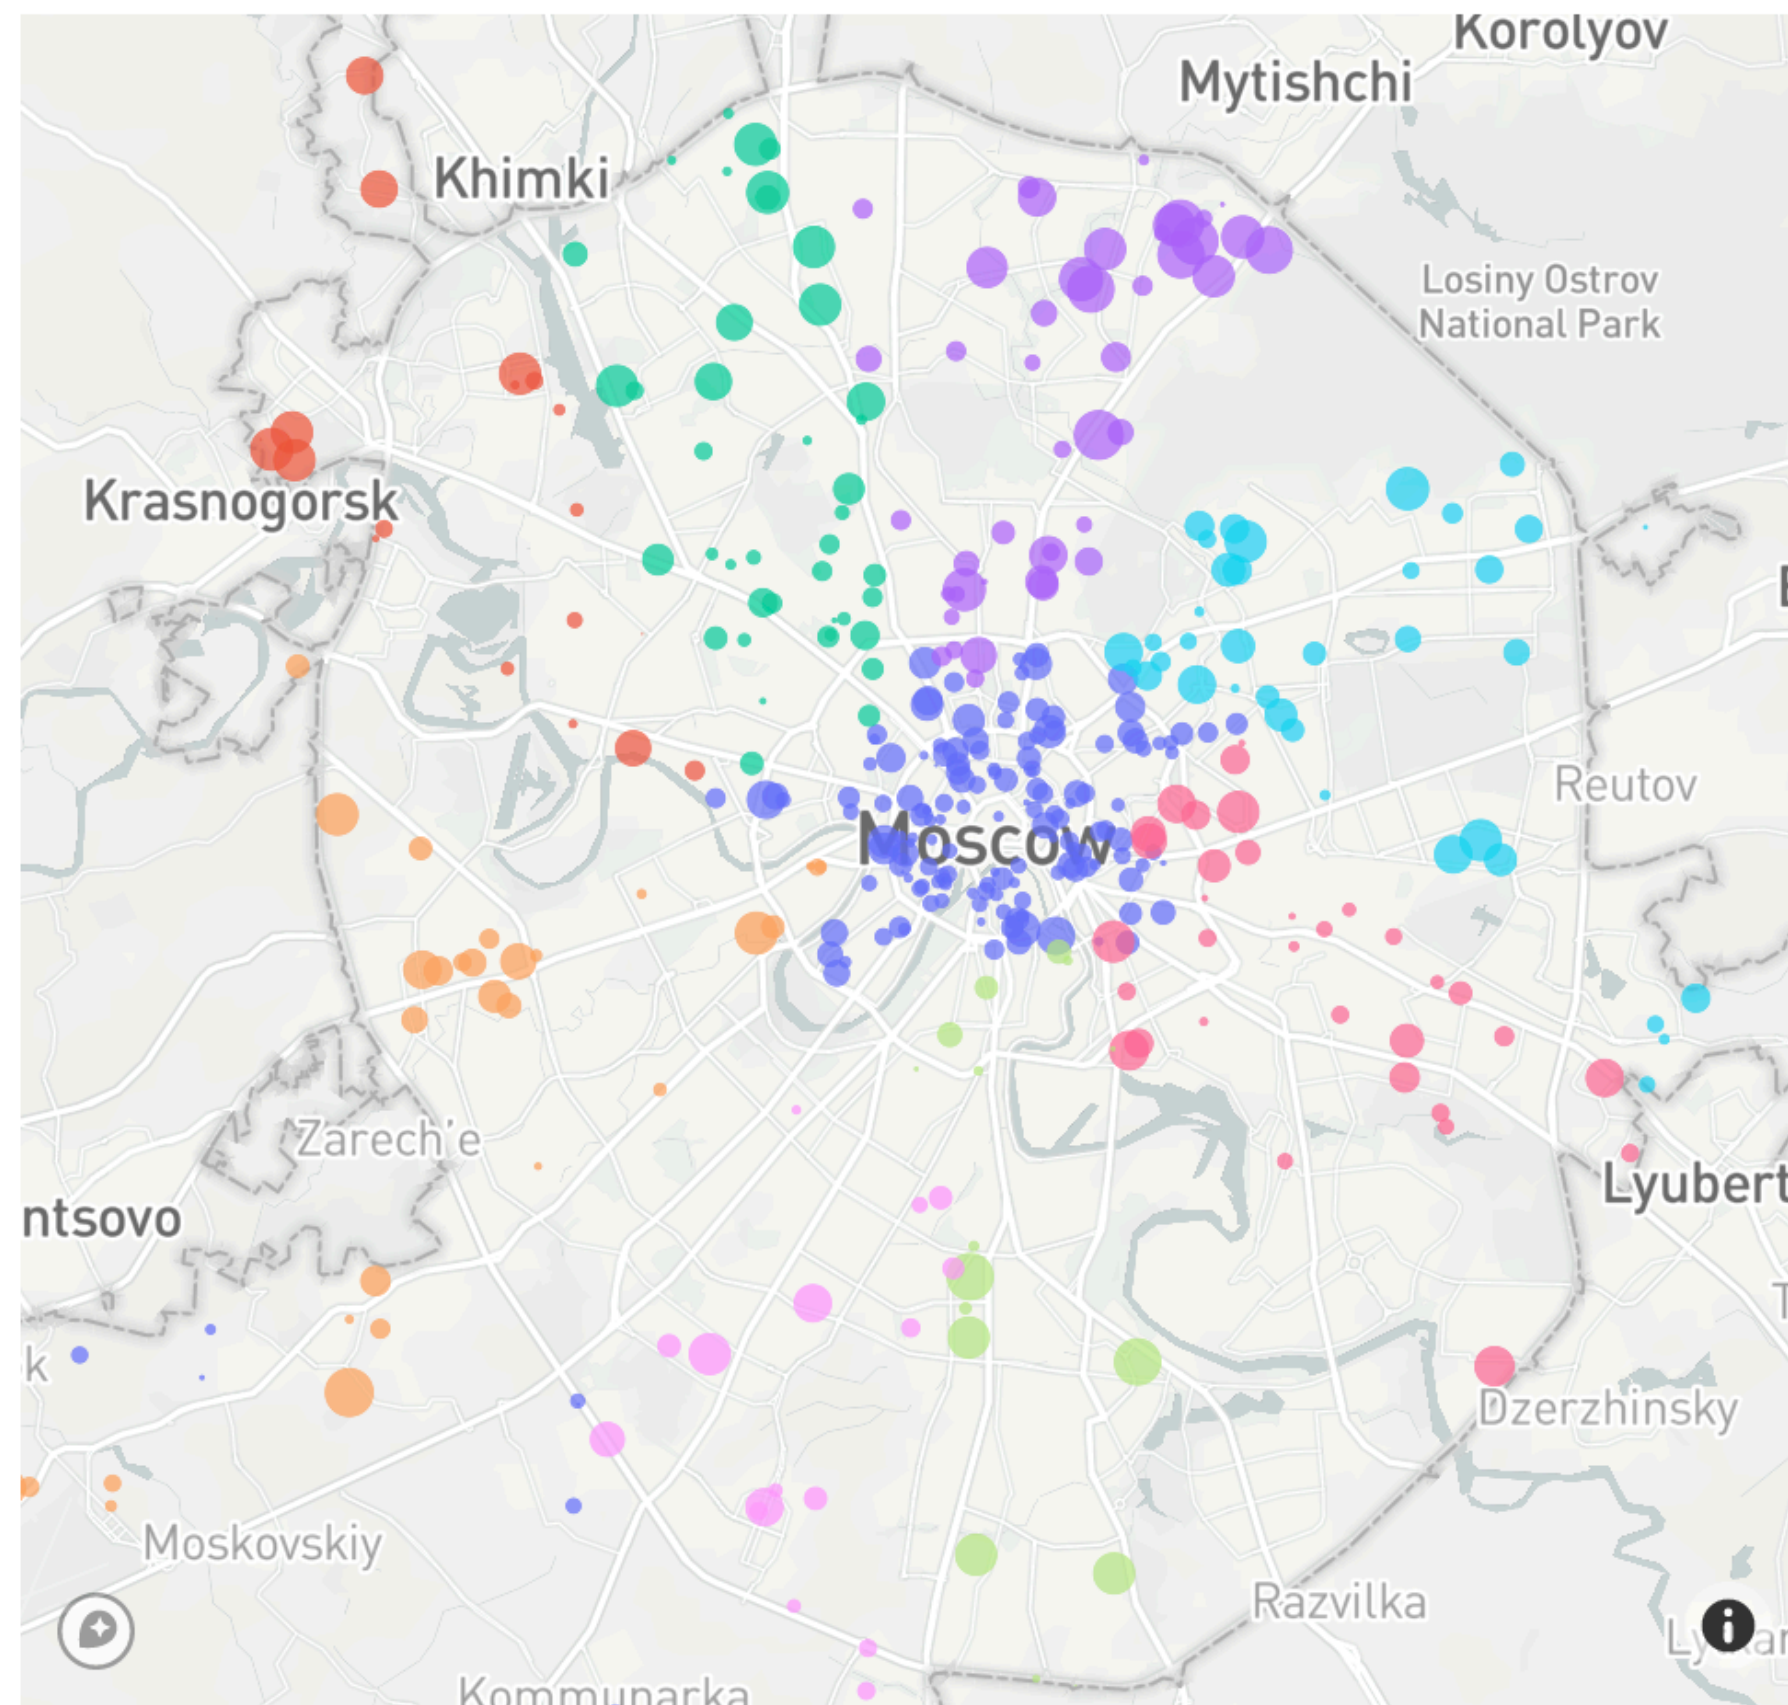 Korolyov
Mytishchi
Khimki
Losiny Ostrov
National Park
Krasnogorsk
Reutov
Moscow
Zarech'e
Lyubert
ntsovo
k
Dzerzhinsky
Moskovskiy
Razvilka
Kommunarka